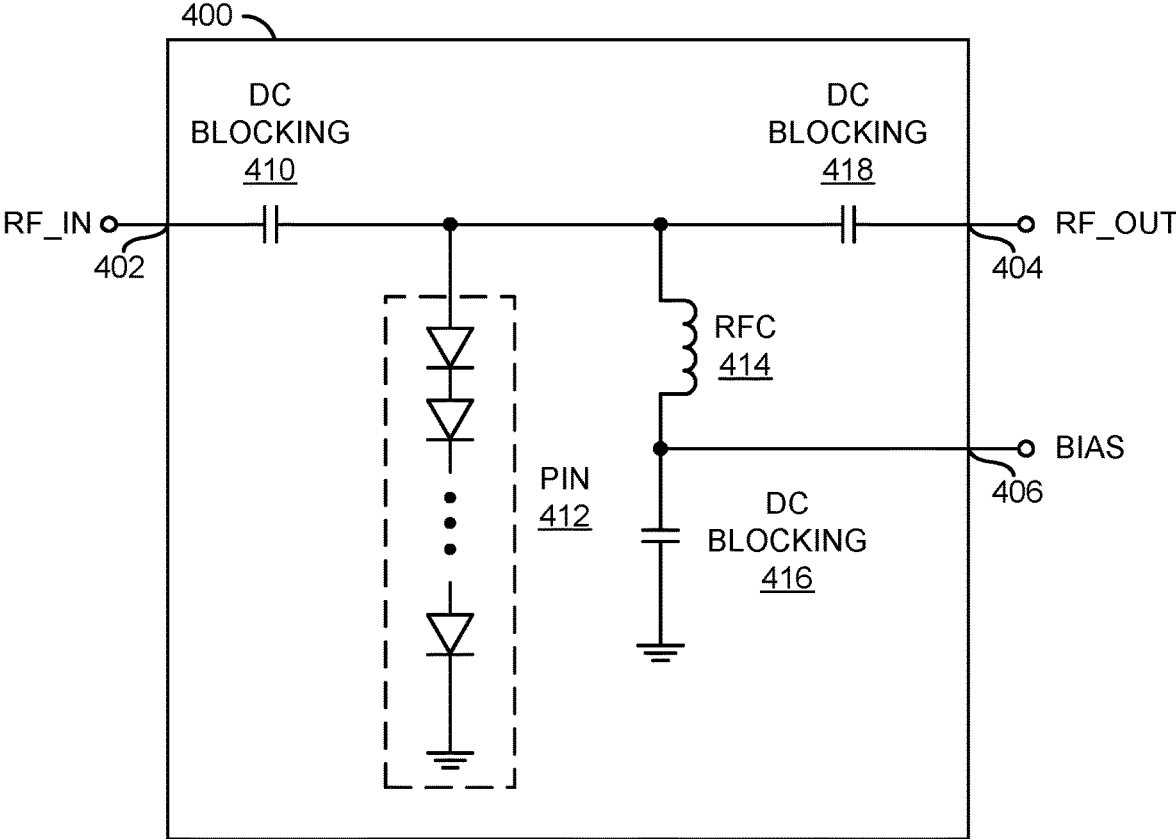 400
DC
BLOCKING
410
DC
BLOCKING
418
RF_IN
402
RF_OUT
404
RFC
414
BIAS
406
PIN
412
DC
BLOCKING
416